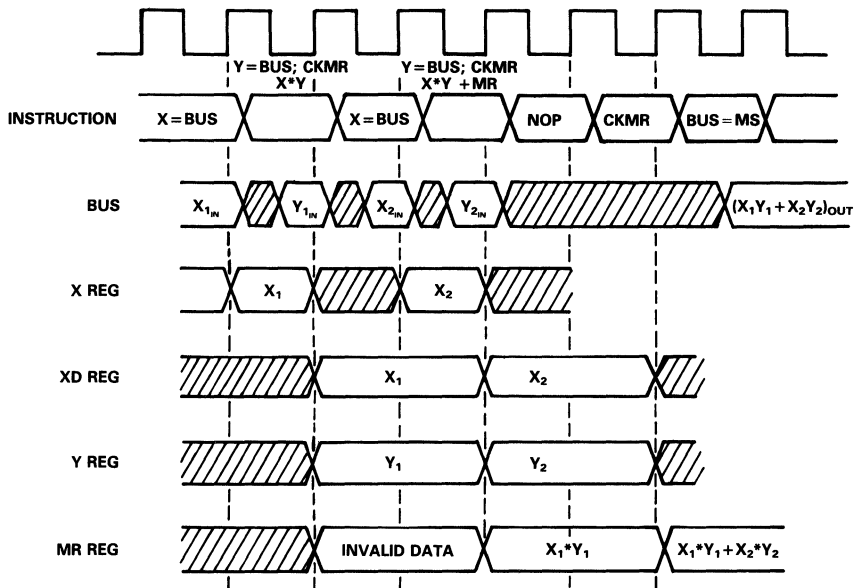 Y=BUS; CKMR Y=BUS; CKMR
X*Y X*Y +MR
INSTRUCTION X=BUS X=BUS NOP CKMR BUS=MS
BUS X1IN Y1IN X2IN Y2IN (X1Y1+X2Y2)OUT
X REG X1 X2
XD REG X1 X2
Y REG Y1 Y2
MR REG INVALID DATA X1*Y1 X1*Y1+X2*Y2